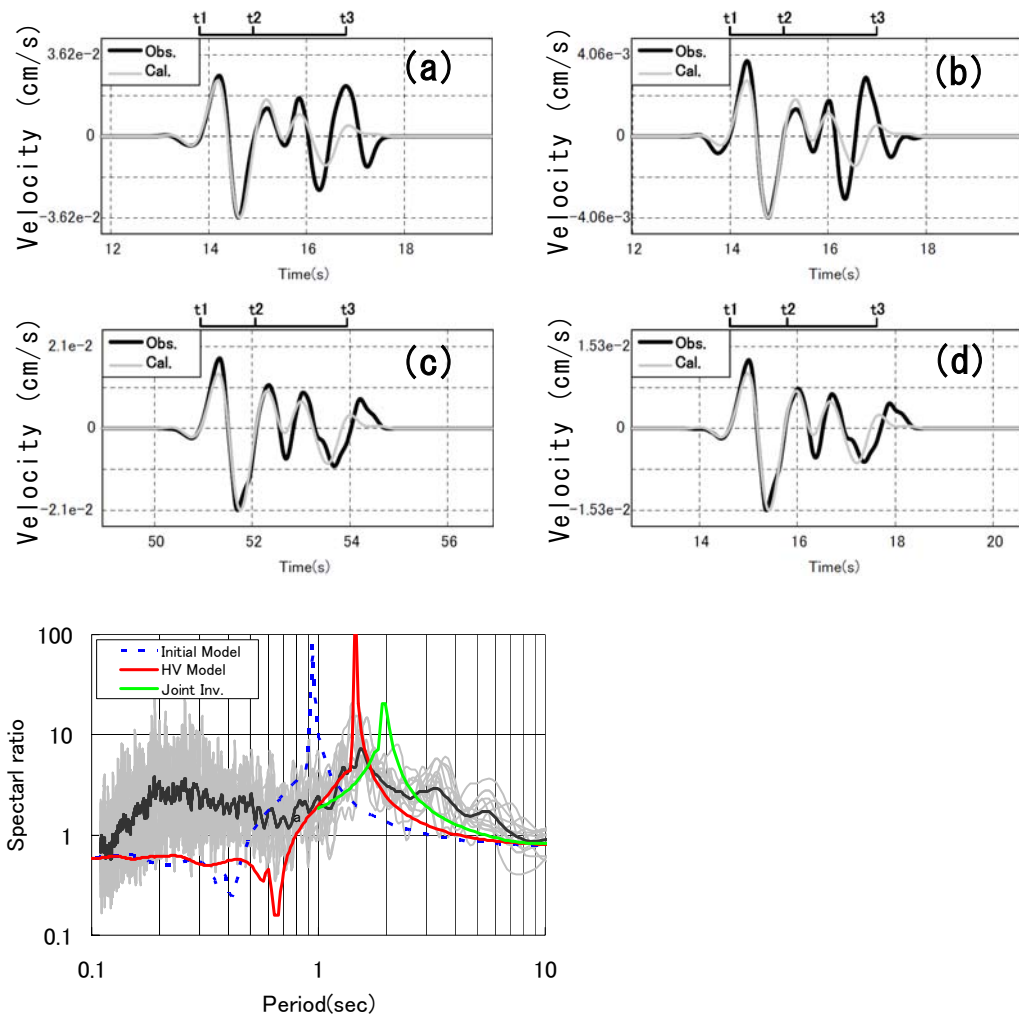 t1 t2 t3
3.62e-2
Obs.
Cal.
(a)
0
-3.62e-2
Velocity (cm/s)
12 14 16 18
Time(s)
t1 t2 t3
4.06e-3
Obs.
Cal.
(b)
0
-4.06e-3
Velocity (cm/s)
12 14 16 18
Time(s)
t1 t2 t3
2.1e-2
Obs.
Cal.
(c)
0
-2.1e-2
Velocity (cm/s)
50 52 54 56
Time(s)
t1 t2 t3
1.53e-2
Obs.
Cal.
(d)
0
-1.53e-2
Velocity (cm/s)
14 16 18 20
Time(s)
100
Initial Model
HV Model
Joint Inv.
10
1
a
0.1
Spectarl ratio
0.1 1 10
Period(sec)